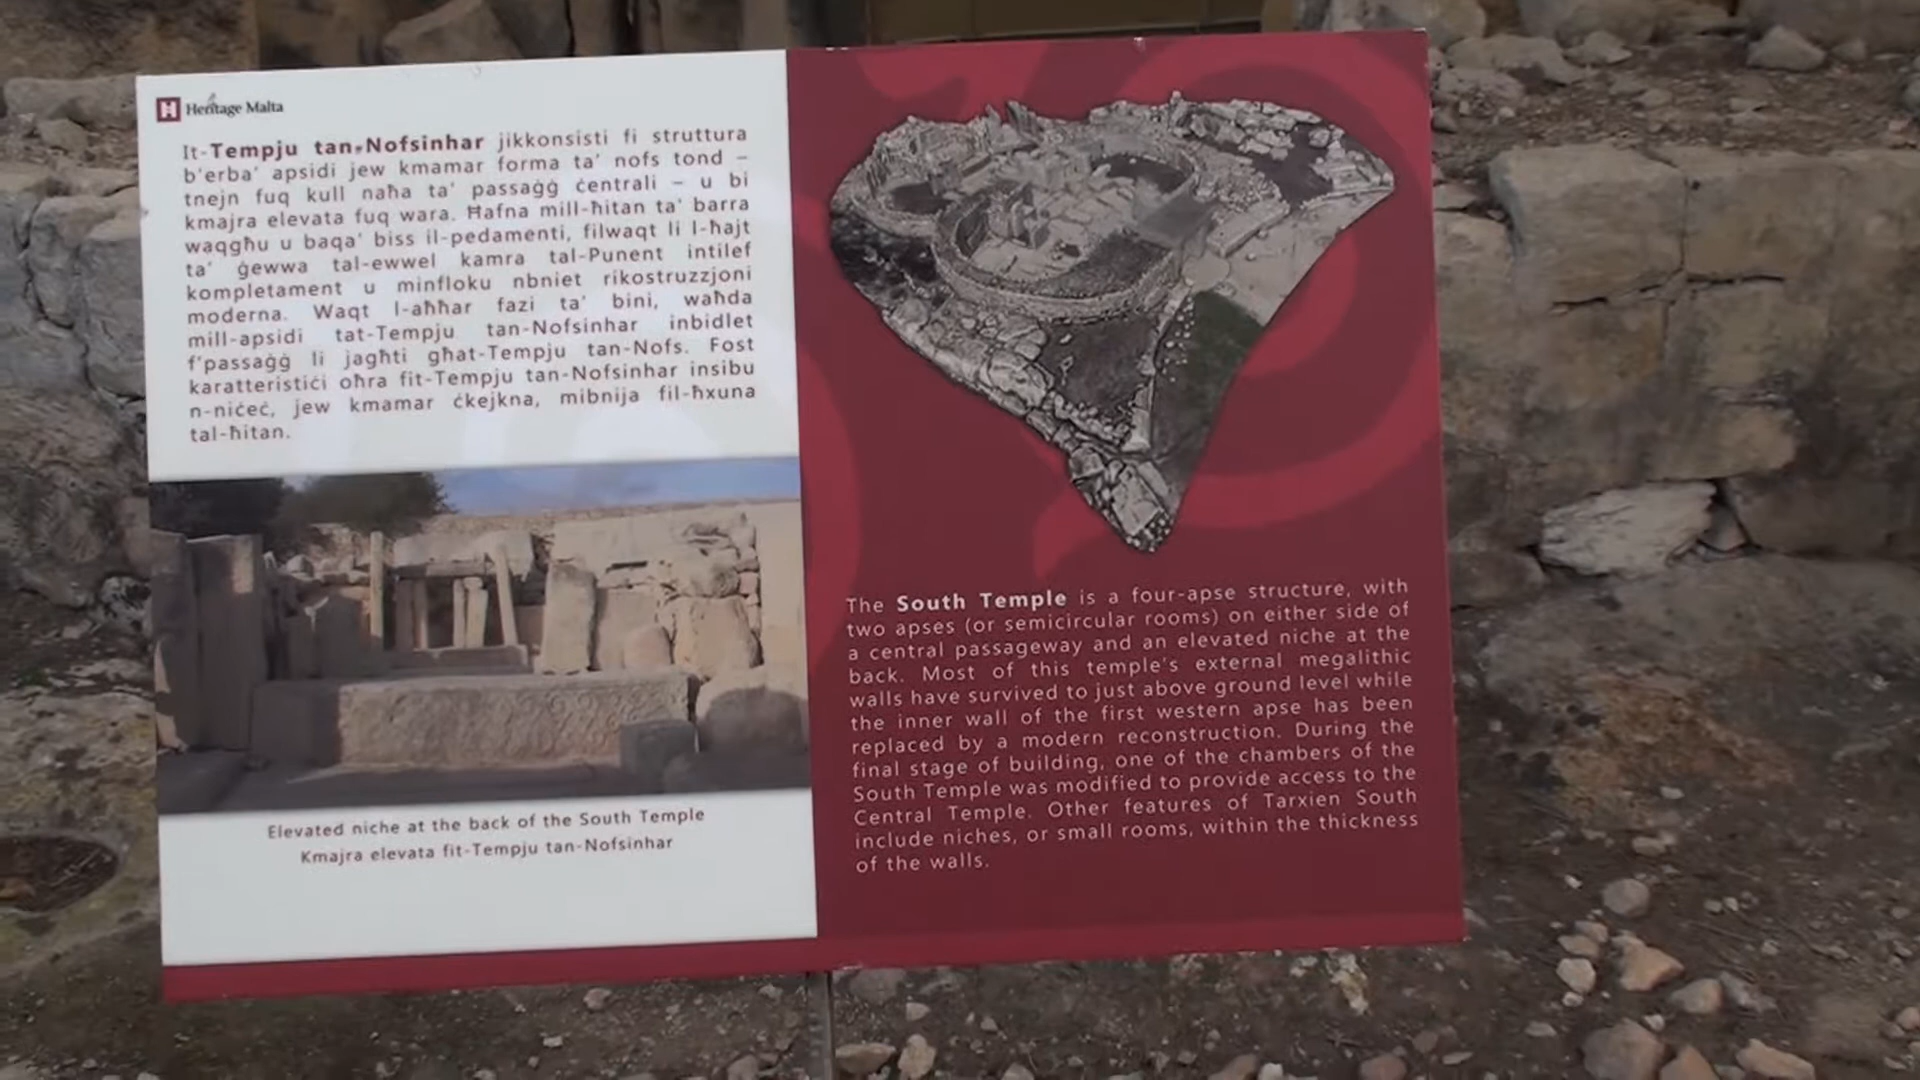 Heritage Malta
It-Tempju tan-Nofsinhar jikkonsisti fi struttura
b'erba' apsidi jew kmamar forma ta' nofs tond –
tnejn fuq kull naħa ta' passaġġ ċentrali – u bi
kmajra elevata fuq wara. Ħafna mill-ħitan ta' barra
waqgħu u baqa' biss il-pedamenti, filwaqt li l-ħajt
ta' ġewwa tal-ewwel kamra tal-Punent intilef
kompletament u minfloku nbniet rikostruzzjoni
moderna. Waqt l-aħħar fazi ta' bini, waħda
mill-apsidi tat-Tempju tan-Nofsinhar inbidlet
f'passaġġ li jagħti għat-Tempju tan-Nofs. Fost
karatteristiċi oħra fit-Tempju tan-Nofsinhar insibu
n-niċeċ, jew kmamar ċkejkna, mibnija fil-ħxuna
tal-ħitan.
Elevated niche at the back of the South Temple
Kmajra elevata fit-Tempju tan-Nofsinhar
The South Temple is a four-apse structure, with
two apses (or semicircular rooms) on either side of
a central passageway and an elevated niche at the
back. Most of this temple's external megalithic
walls have survived to just above ground level while
the inner wall of the first western apse has been
replaced by a modern reconstruction. During the
final stage of building, one of the chambers of the
South Temple was modified to provide access to the
Central Temple. Other features of Tarxien South
include niches, or small rooms, within the thickness
of the walls.